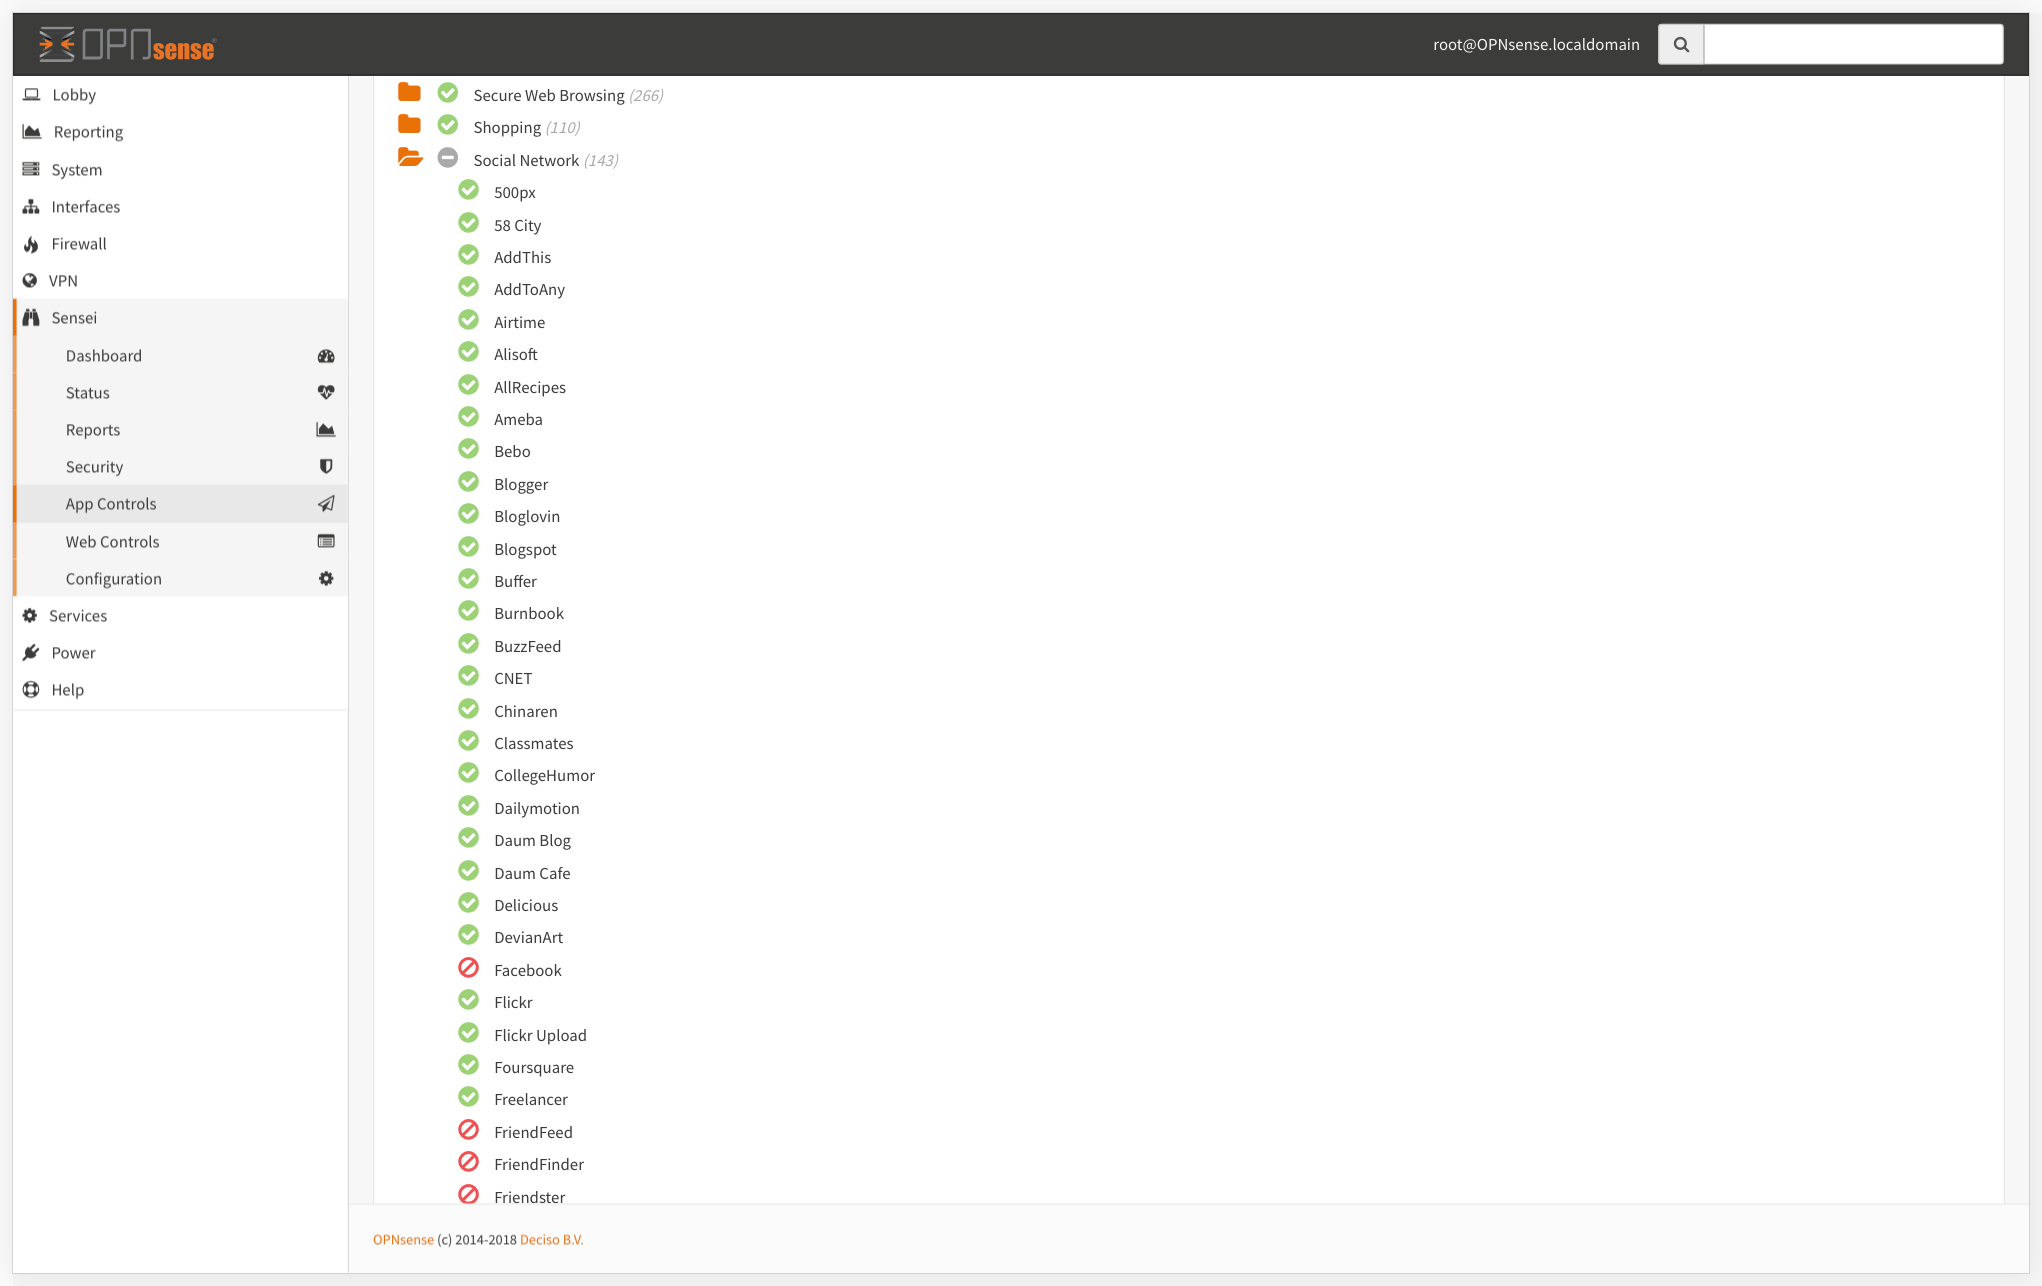 OPNsense
root@OPNsense.localdomain
Lobby
Reporting
System
Interfaces
Firewall
VPN
Sensei
Dashboard
Status
Reports
Security
App Controls
Web Controls
Configuration
Services
Power
Help
Secure Web Browsing (266)
Shopping (110)
Social Network (143)
500px
58 City
AddThis
AddToAny
Airtime
Alisoft
AllRecipes
Ameba
Bebo
Blogger
Bloglovin
Blogspot
Buffer
Burnbook
BuzzFeed
CNET
Chinaren
Classmates
CollegeHumor
Dailymotion
Daum Blog
Daum Cafe
Delicious
DevianArt
Facebook
Flickr
Flickr Upload
Foursquare
Freelancer
FriendFeed
FriendFinder
Friendster
OPNsense (c) 2014-2018 Deciso B.V.